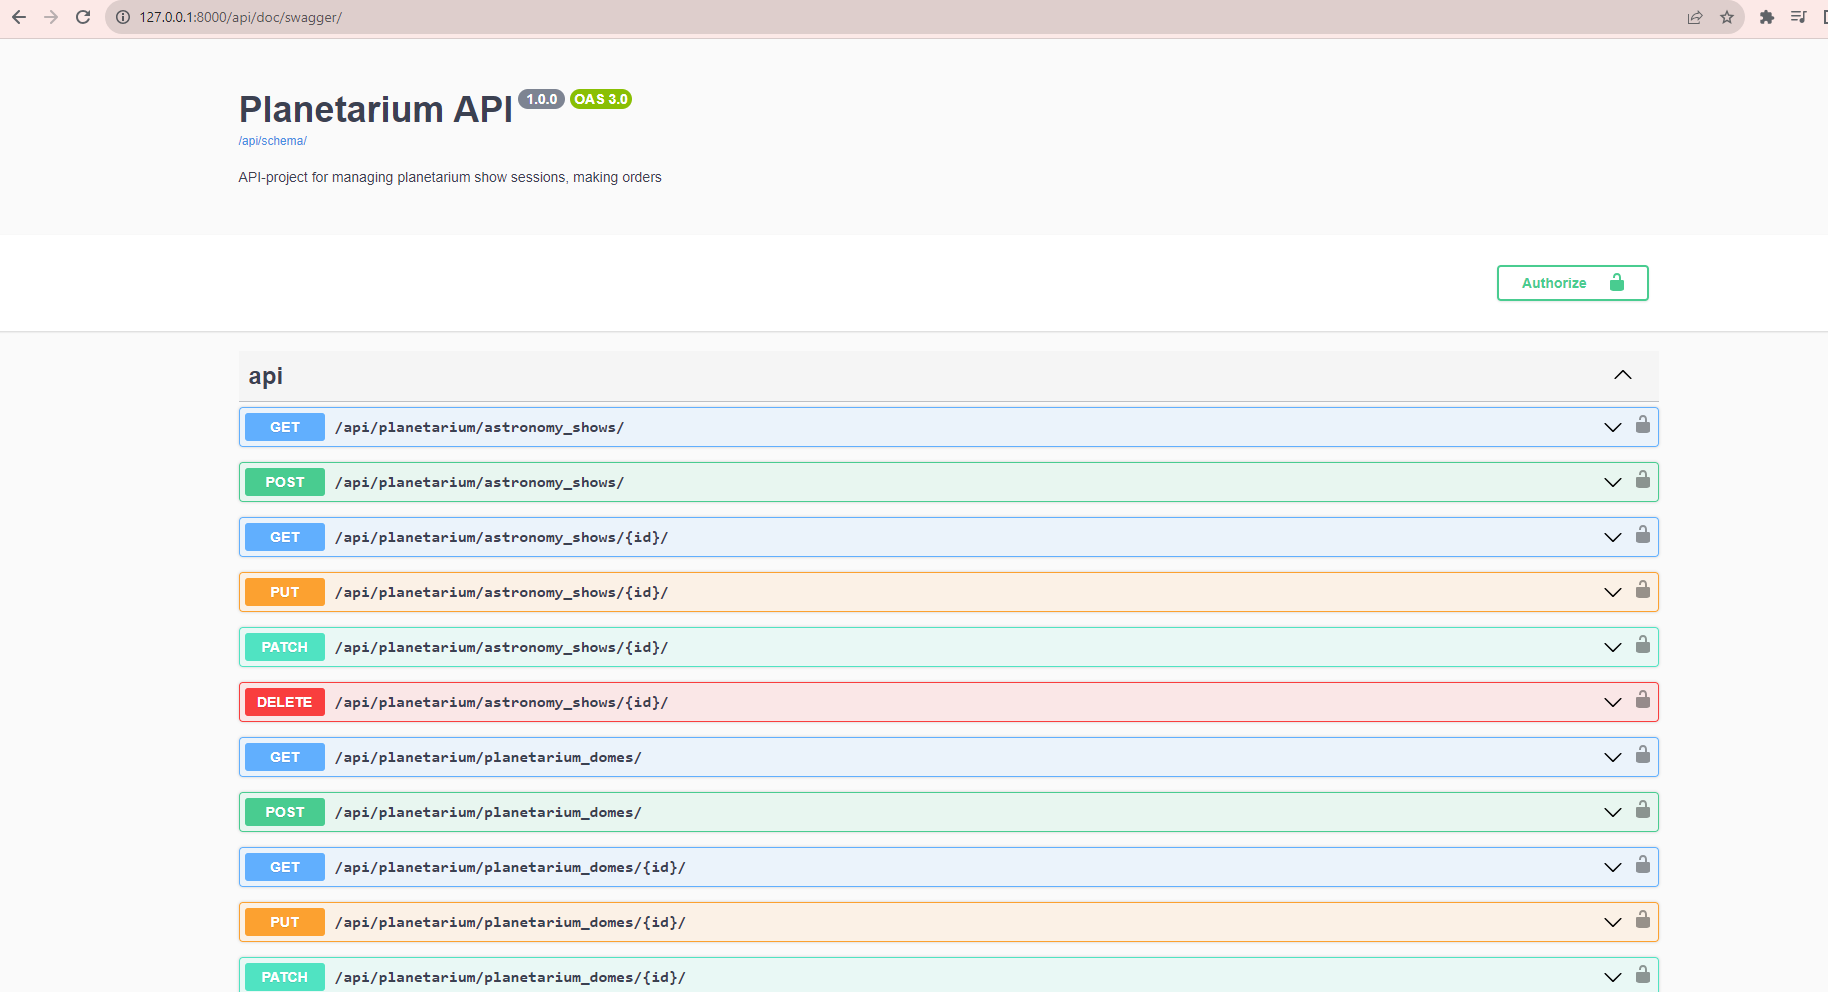 127.0.0.1:8000/api/doc/swagger/
Planetarium API 1.0.0 OAS 3.0
/api/schema/
API-project for managing planetarium show sessions, making orders
Authorize
api
GET /api/planetarium/astronomy_shows/
POST /api/planetarium/astronomy_shows/
GET /api/planetarium/astronomy_shows/{id}/
PUT /api/planetarium/astronomy_shows/{id}/
PATCH /api/planetarium/astronomy_shows/{id}/
DELETE /api/planetarium/astronomy_shows/{id}/
GET /api/planetarium/planetarium_domes/
POST /api/planetarium/planetarium_domes/
GET /api/planetarium/planetarium_domes/{id}/
PUT /api/planetarium/planetarium_domes/{id}/
PATCH /api/planetarium/planetarium_domes/{id}/